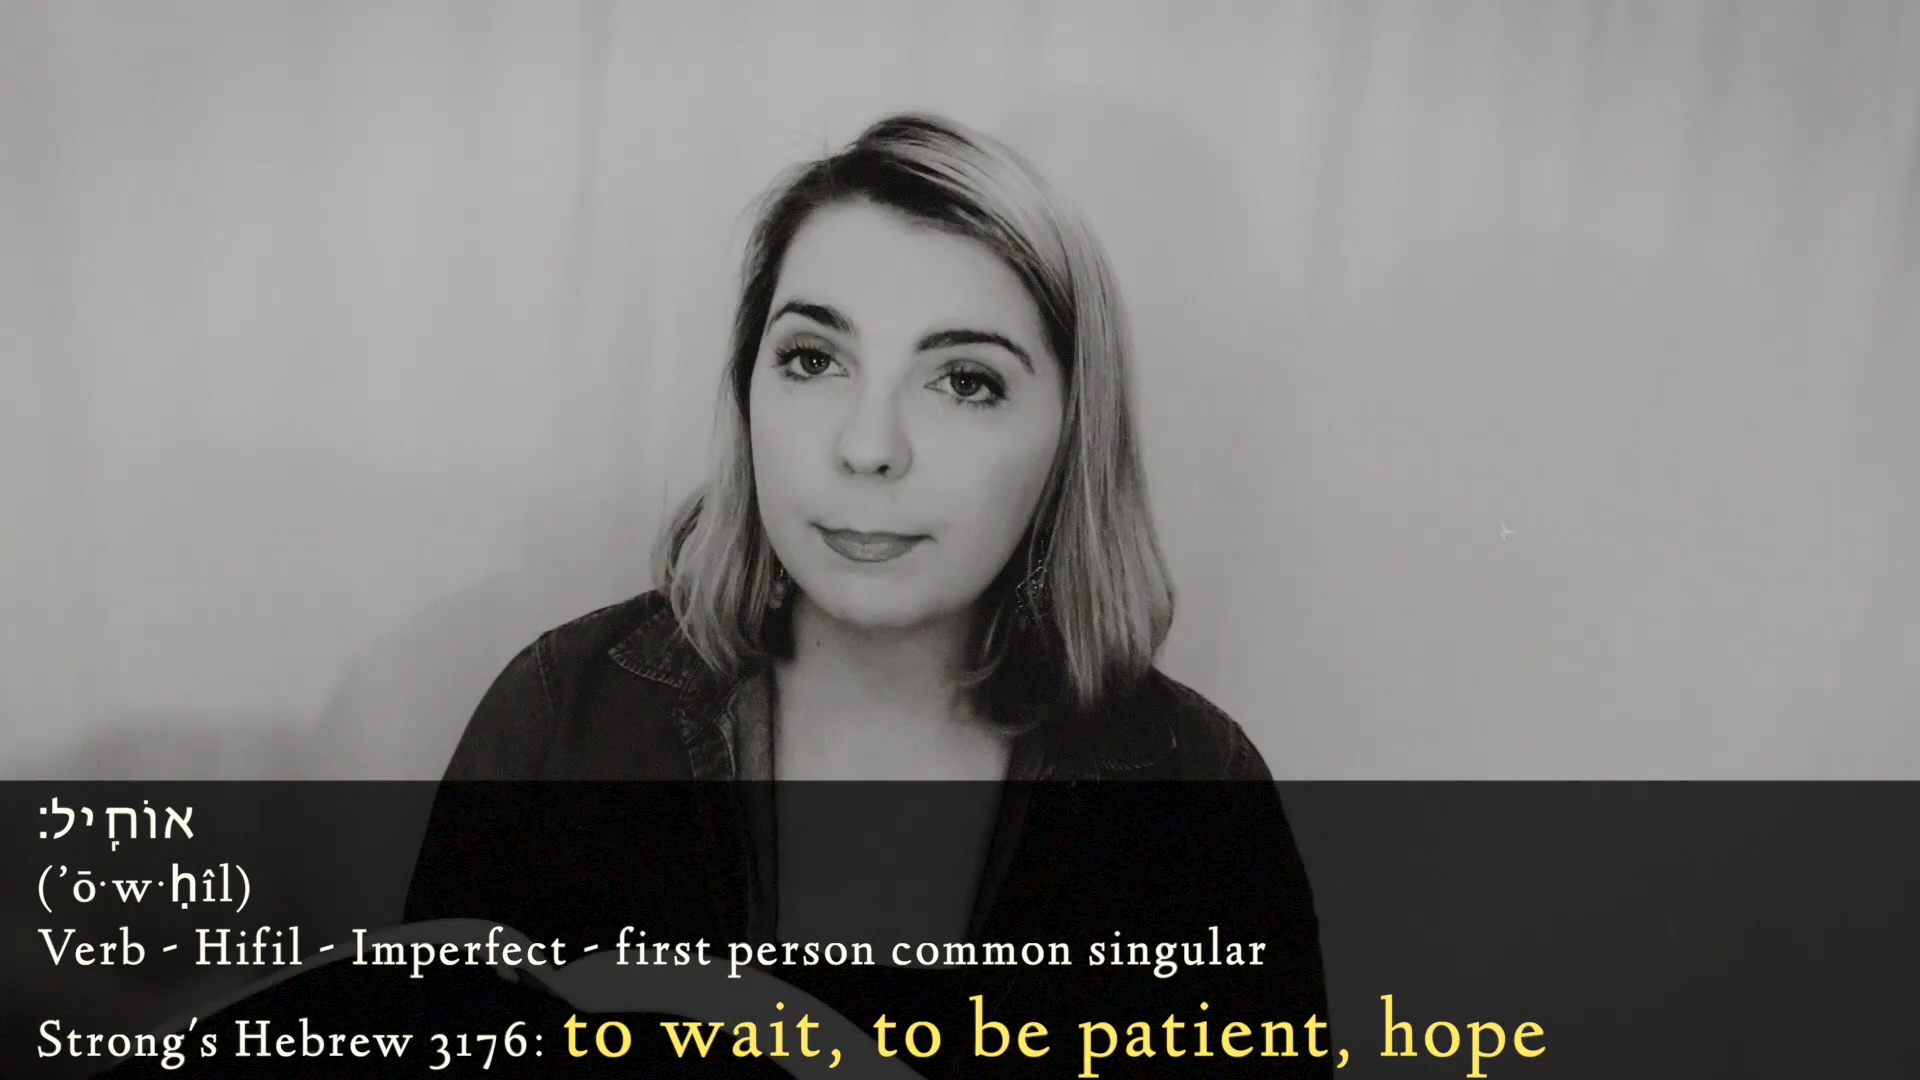 אוֹחִֽיל׃
(’ō·w·ḥîl)
Verb - Hifil - Imperfect - first person common singular
Strong's Hebrew 3176: to wait, to be patient, hope